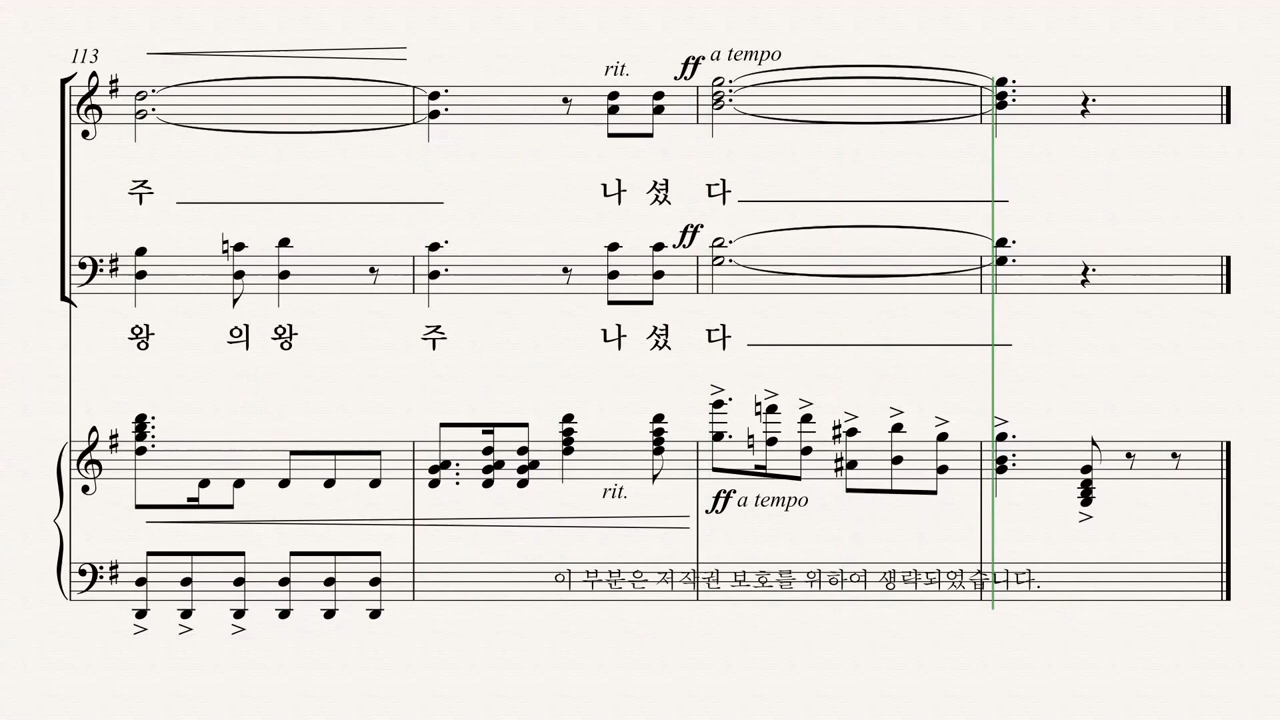 113
rit.
ff a tempo
주 나 셨 다
ff
왕 의 왕 주 나 셨 다
rit.
ff a tempo
이 부분은 저작권 보호를 위하여 생략되었습니다.